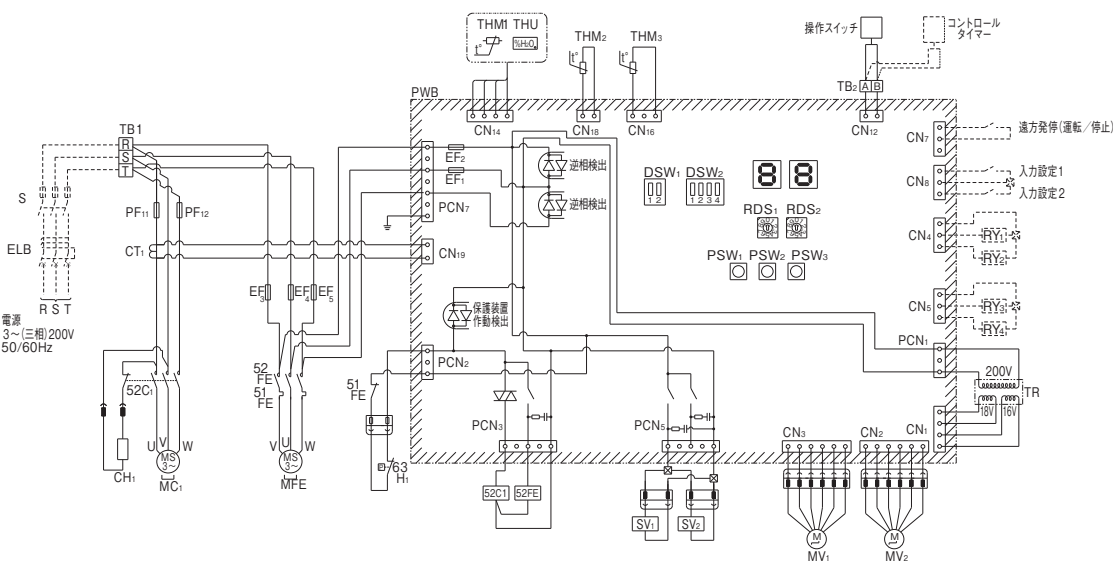 THM1 THU
t°
%H₂O
THM₂
t°
THM₃
t°
操作スイッチ
コントロール
タイマー
TB₂ A B
PWB
CN₁₄
CN₁₈
CN₁₆
CN₁₂
CN₇
遠方発停(運転／停止)
TB1
R
S
T
EF₂
EF₁
逆相検出
逆相検出
PCN₇
DSW₁ DSW₂
1 2
1 2 3 4
8 8
RDS₁ RDS₂
PSW₁ PSW₂ PSW₃
CN₈
入力設定1
入力設定2
CN₄
RY₁
RY₂
S
PF₁₁
PF₁₂
ELB
CT₁
CN₁₉
R S T
電源
3～(三相)200V
50/60Hz
EF₃
EF₄
EF₅
保護装置
作動検出
CN₅
RY₃
RY₄
PCN₁
200V
TR
18V
16V
PCN₂
52C₁
52
FE
51
FE
51
FE
63
H₁
PCN₃
PCN₅
CN₃
CN₂
CN₁
U V W
MS
3～
CH₁
MC₁
V U W
MS
3～
MFE
52C1
52FE
SV₁
SV₂
M
MV₁
M
MV₂